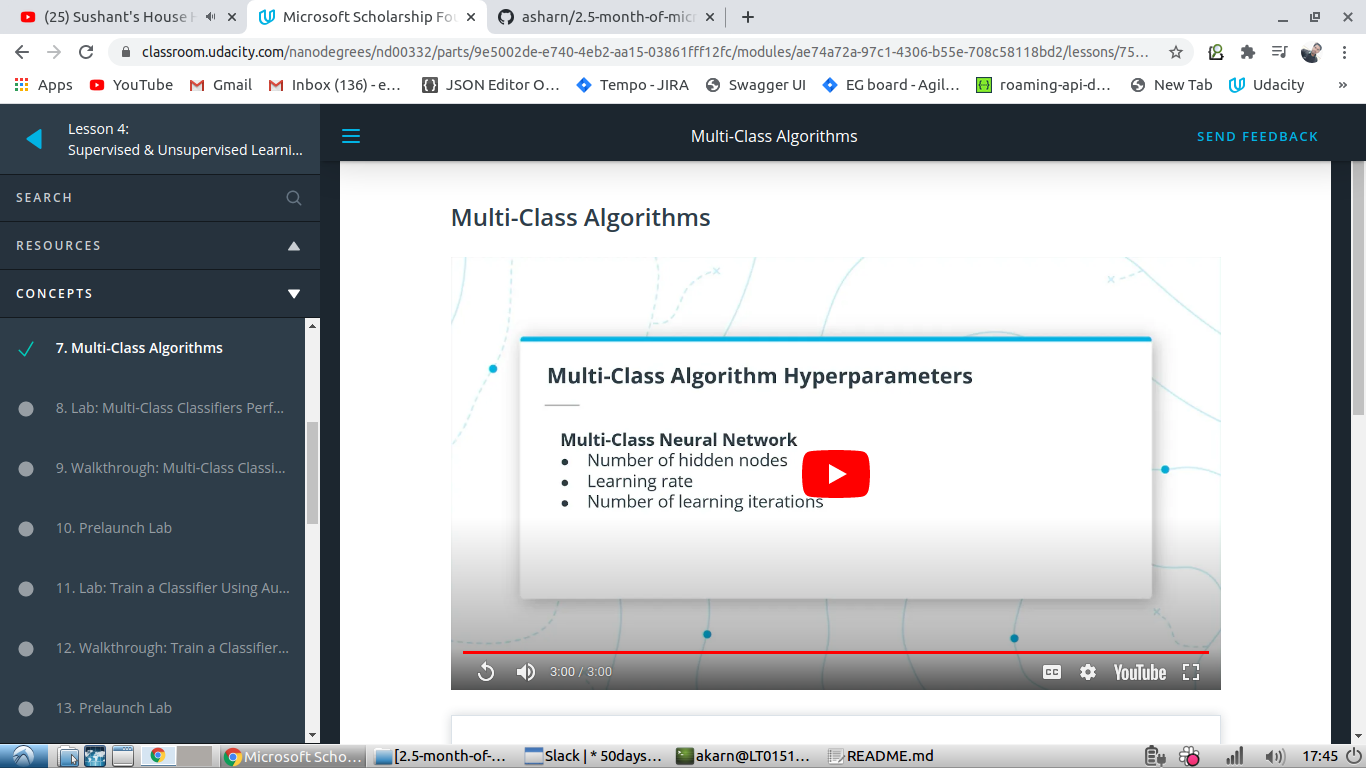 (25) Sushant's House H
Microsoft Scholarship Fou
asharn/2.5-month-of-mic
classroom.udacity.com/nanodegrees/nd00332/parts/9e5002de-e740-4eb2-aa15-03861fff12fc/modules/ae74a72a-97c1-4306-b55e-708c58118bd2/lessons/75...
Apps YouTube Gmail Inbox (136) - e... JSON Editor O... Tempo - JIRA Swagger UI EG board - Agil... roaming-api-d... New Tab Udacity »
Lesson 4:
Supervised & Unsupervised Learni...
Multi-Class Algorithms
SEND FEEDBACK
SEARCH
RESOURCES
CONCEPTS
7. Multi-Class Algorithms
8. Lab: Multi-Class Classifiers Perf...
9. Walkthrough: Multi-Class Classi...
10. Prelaunch Lab
11. Lab: Train a Classifier Using Au...
12. Walkthrough: Train a Classifier...
13. Prelaunch Lab
Multi-Class Algorithms
Multi-Class Algorithm Hyperparameters
Multi-Class Neural Network
● Number of hidden nodes
● Learning rate
● Number of learning iterations
3:00 / 3:00
CC
YouTube
Microsoft Scho... [2.5-month-of-... Slack | * 50days... akarn@LT0151... README.md 17:45